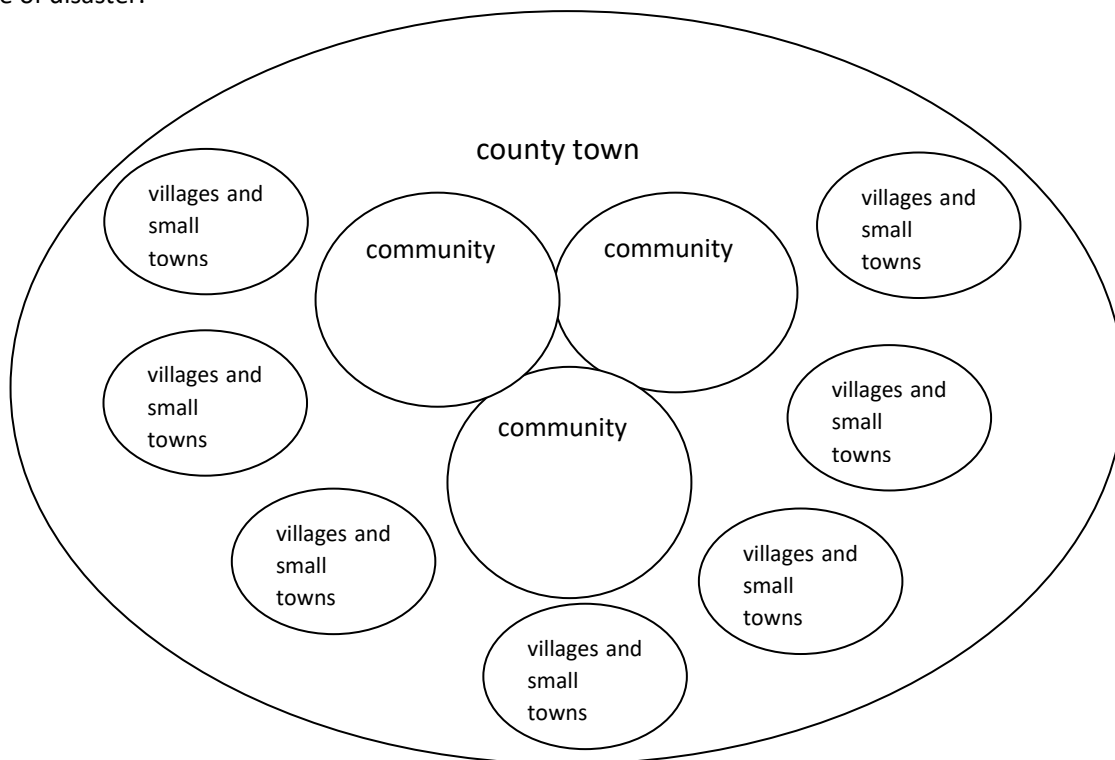 of disaster.
county town
villages and
small
towns
community
community
villages and
small
towns
villages and
small
towns
community
villages and
small
towns
villages and
small
towns
villages and
small
towns
villages and
small
towns